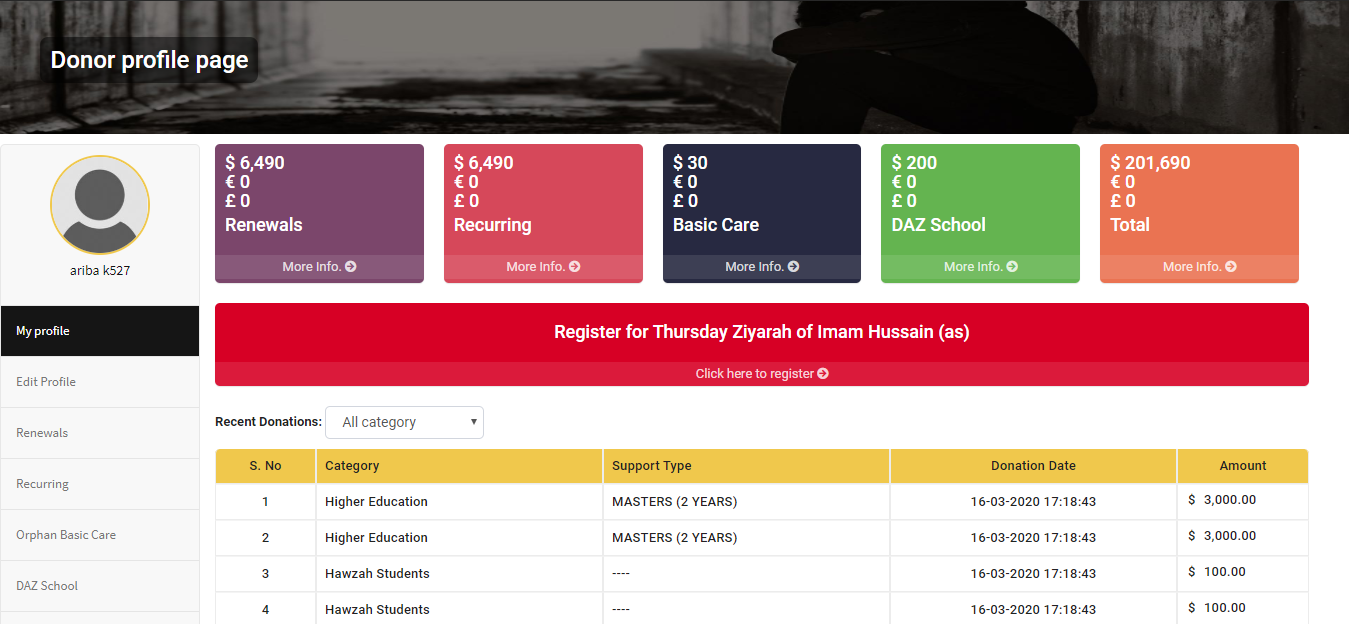 Donor profile page
ariba k527
My profile
Edit Profile
Renewals
Recurring
Orphan Basic Care
DAZ School
$ 6,490
€ 0
£ 0
Renewals
More Info.
$ 6,490
€ 0
£ 0
Recurring
More Info.
$ 30
€ 0
£ 0
Basic Care
More Info.
$ 200
€ 0
£ 0
DAZ School
More Info.
$ 201,690
€ 0
£ 0
Total
More Info.
Register for Thursday Ziyarah of Imam Hussain (as)
Click here to register
Recent Donations: All category
S. No Category Support Type Donation Date Amount
1 Higher Education MASTERS (2 YEARS) 16-03-2020 17:18:43 $ 3,000.00
2 Higher Education MASTERS (2 YEARS) 16-03-2020 17:18:43 $ 3,000.00
3 Hawzah Students ---- 16-03-2020 17:18:43 $ 100.00
4 Hawzah Students ---- 16-03-2020 17:18:43 $ 100.00